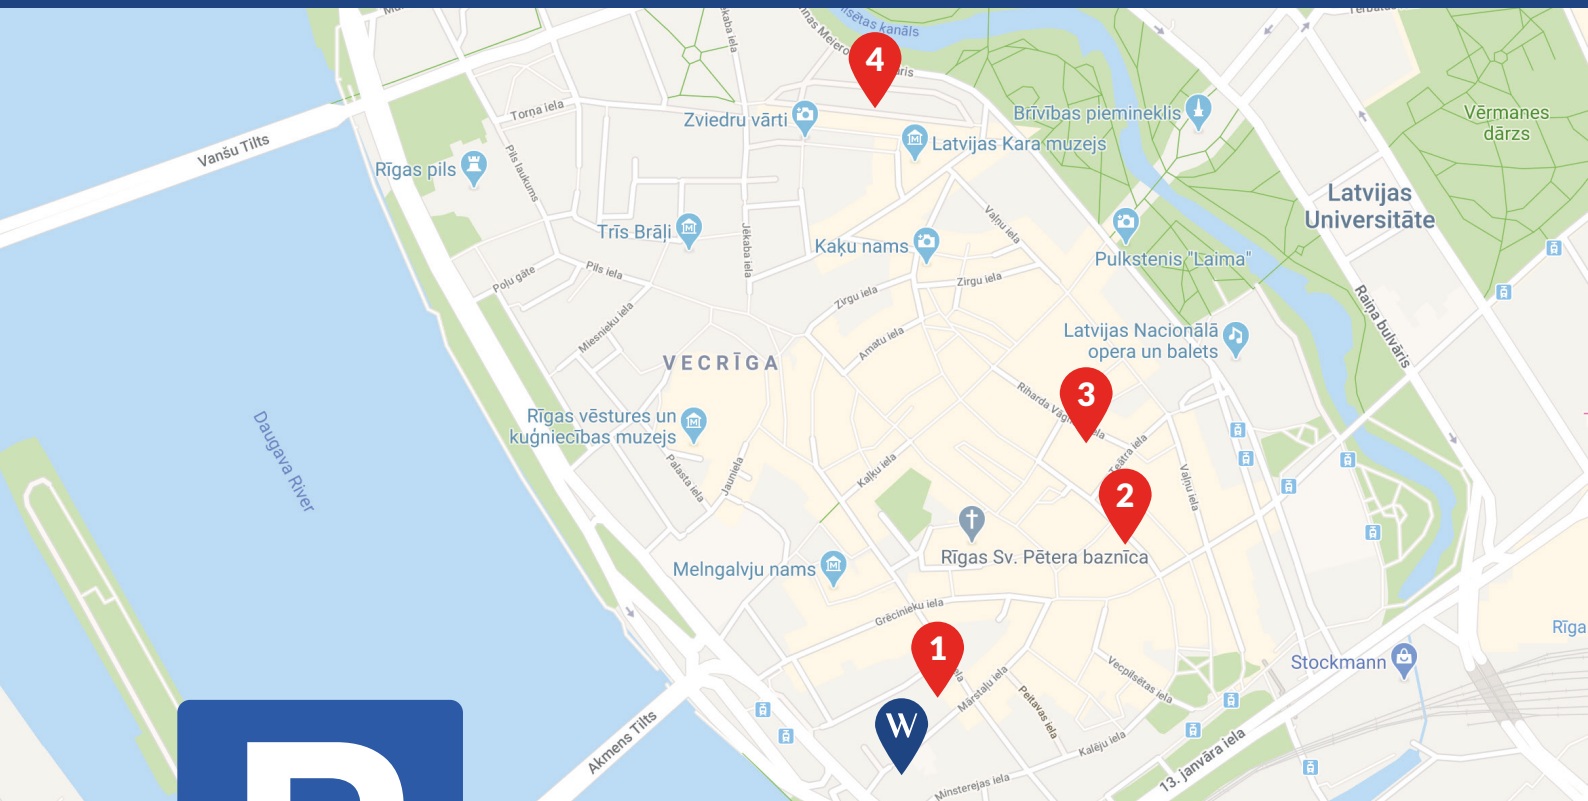 sētas kanāls
4
Torņa iela
Zviedru vārti
Brīvības piemineklis
Vērmanes
dārzs
Vanšu Tilts
Latvijas Kara muzejs
Rīgas pils
Pils laukums
Latvijas
Universitāte
Trīs Brāļi
Jēkaba iela
Kaķu nams
Vaļņu iela
Pulkstenis "Laima"
Poļu gāte
Pils iela
Zirgu iela
Zirgu iela
Miesnieku iela
Amatu iela
Raiņa bulvāris
Latvijas Nacionālā
opera un balets
VECRĪGA
3
Rīgas vēstures un
kuģniecības muzejs
Daugava River
Palasta iela
Jauniela
Kaļķu iela
Teātra iela
Vaļņu iela
2
Rīgas Sv. Pētera baznīca
Melngalvju nams
Grēcinieku iela
Rīga
1
Stockmann
Mārstaļu iela
Peitavas iela
Vecpilsētas iela
W
Akmens Tilts
Kalēju iela
13. janvāra iela
Minsterejas iela